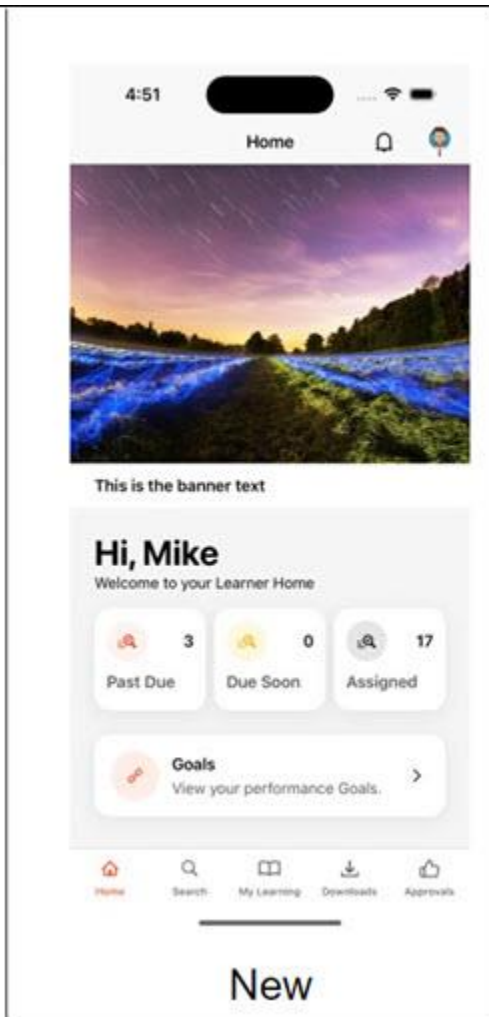 4:51
Home
This is the banner text
Hi, Mike
Welcome to your Learner Home
3 0 17
Past Due Due Soon Assigned
Goals
View your performance Goals.
Home Search My Learning Downloads Approvals
New